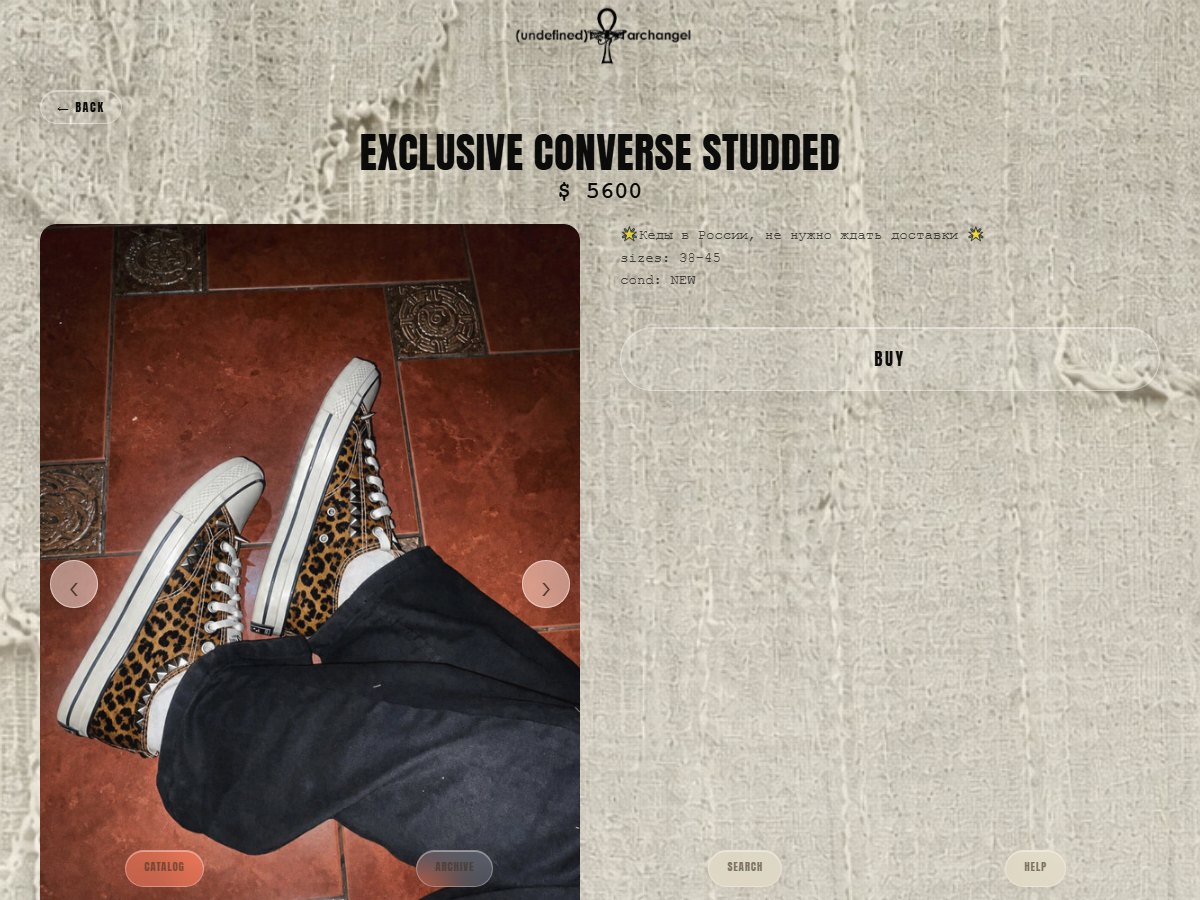 (undefined) archangel
← BACK
EXCLUSIVE CONVERSE STUDDED
$ 5600
🌟Кеды в России, не нужно ждать доставки 🌟
sizes: 38-45
cond: NEW
BUY
‹ ›
CATALOG ARCHIVE SEARCH HELP